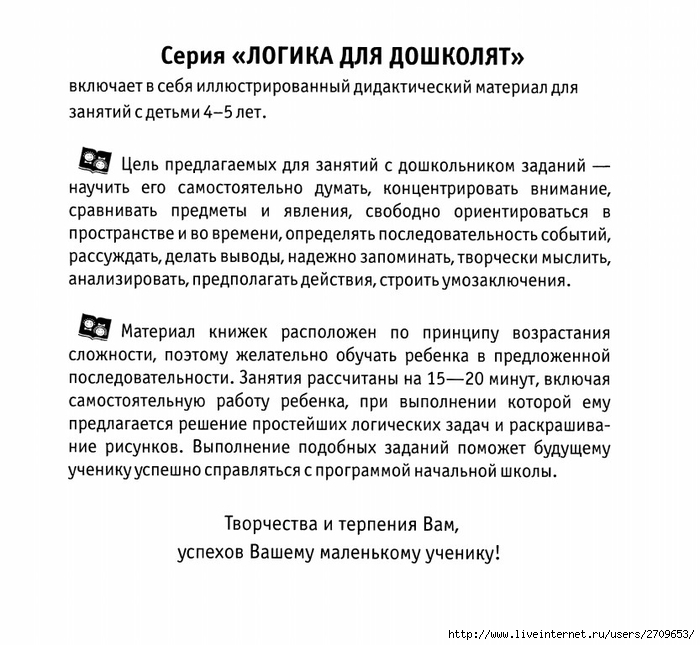 Серия «ЛОГИКА ДЛЯ ДОШКОЛЯТ»
включает в себя иллюстрированный дидактический материал для
занятий с детьми 4–5 лет.
Цель предлагаемых для занятий с дошкольником заданий —
научить его самостоятельно думать, концентрировать внимание,
сравнивать предметы и явления, свободно ориентироваться в
пространстве и во времени, определять последовательность событий,
рассуждать, делать выводы, надежно запоминать, творчески мыслить,
анализировать, предполагать действия, строить умозаключения.
Материал книжек расположен по принципу возрастания
сложности, поэтому желательно обучать ребенка в предложенной
последовательности. Занятия рассчитаны на 15—20 минут, включая
самостоятельную работу ребенка, при выполнении которой ему
предлагается решение простейших логических задач и раскрашива-
ние рисунков. Выполнение подобных заданий поможет будущему
ученику успешно справляться с программой начальной школы.
Творчества и терпения Вам,
успехов Вашему маленькому ученику!
http://www.liveinternet.ru/users/2709653/